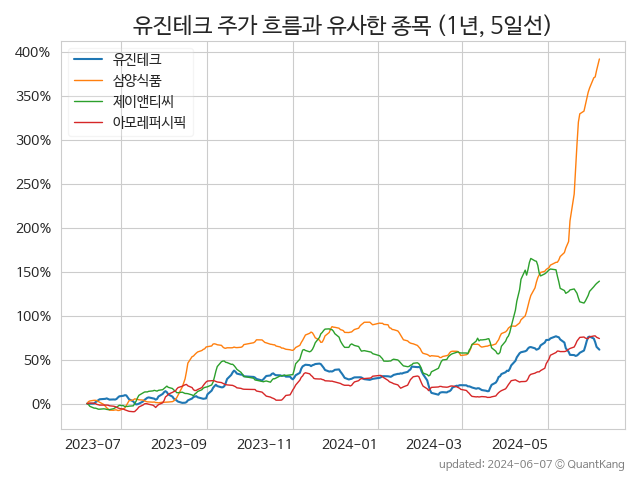 유진테크 주가 흐름과 유사한 종목 (1년, 5일선)
유진테크
삼양식품
제이앤티씨
아모레퍼시픽
400%
350%
300%
250%
200%
150%
100%
50%
0%
2023-07 2023-09 2023-11 2024-01 2024-03 2024-05
updated: 2024-06-07 © QuantKang